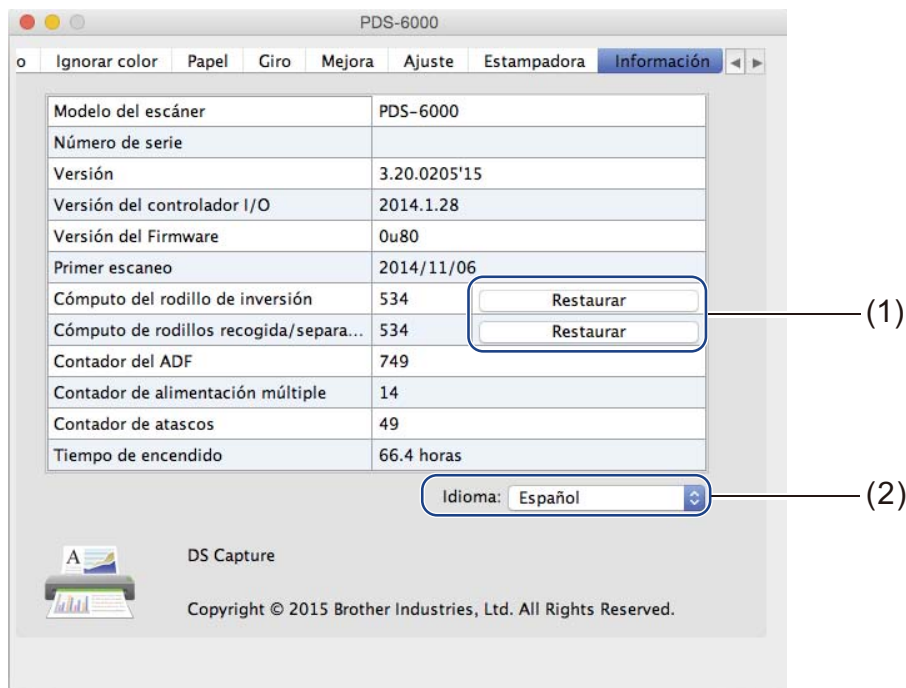 PDS-6000
o Ignorar color Papel Giro Mejora Ajuste Estampadora Información
Modelo del escáner PDS-6000
Número de serie
Versión 3.20.0205'15
Versión del controlador I/O 2014.1.28
Versión del Firmware 0u80
Primer escaneo 2014/11/06
Cómputo del rodillo de inversión 534 Restaurar
(1)
Cómputo de rodillos recogida/separa... 534 Restaurar
Contador del ADF 749
Contador de alimentación múltiple 14
Contador de atascos 49
Tiempo de encendido 66.4 horas
Idioma: Español (2)
A
DS Capture
Copyright © 2015 Brother Industries, Ltd. All Rights Reserved.